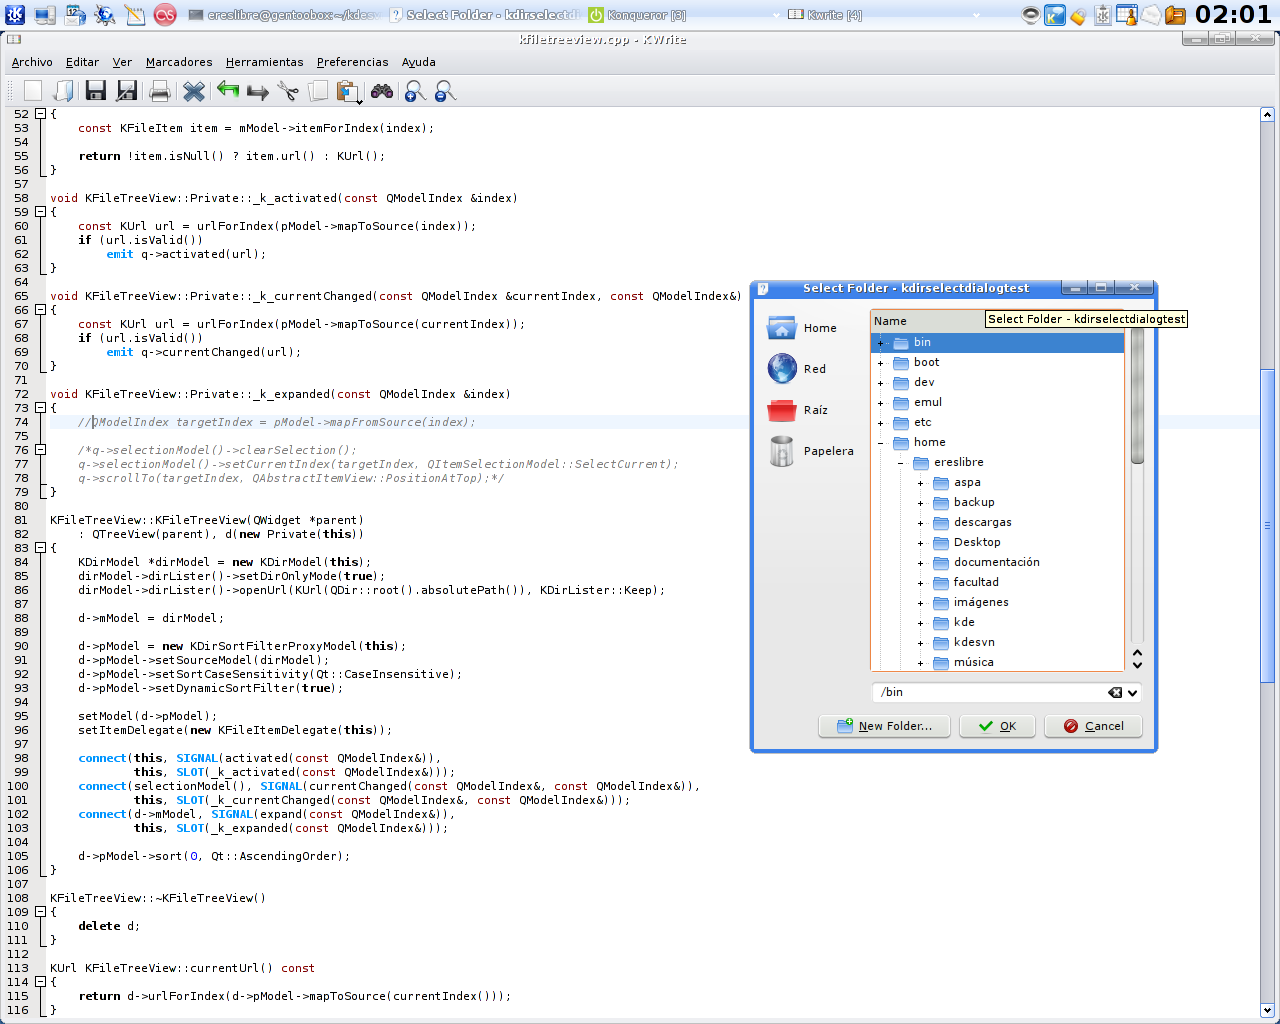 ereslibre@gentoobox:~/kdes
Select Folder - kdirselectdi
Konqueror [3]
Kwrite [4]
02:01
kfiletreeview.cpp - KWrite
Archivo Editar Ver Marcadores Herramientas Preferencias Ayuda
52 {
53     const KFileItem item = mModel->itemForIndex(index);
54
55     return !item.isNull() ? item.url() : KUrl();
56 }
57
58 void KFileTreeView::Private::_k_activated(const QModelIndex &index)
59 {
60     const KUrl url = urlForIndex(pModel->mapToSource(index));
61     if (url.isValid())
62         emit q->activated(url);
63 }
64
65 void KFileTreeView::Private::_k_currentChanged(const QModelIndex &currentIndex, const QModelIndex&)
66 {
67     const KUrl url = urlForIndex(pModel->mapToSource(currentIndex));
68     if (url.isValid())
69         emit q->currentChanged(url);
70 }
71
72 void KFileTreeView::Private::_k_expanded(const QModelIndex &index)
73 {
74     //QModelIndex targetIndex = pModel->mapFromSource(index);
75
76     /*q->selectionModel()->clearSelection();
77     q->selectionModel()->setCurrentIndex(targetIndex, QItemSelectionModel::SelectCurrent);
78     q->scrollTo(targetIndex, QAbstractItemView::PositionAtTop);*/
79 }
80
81 KFileTreeView::KFileTreeView(QWidget *parent)
82     : QTreeView(parent), d(new Private(this))
83 {
84     KDirModel *dirModel = new KDirModel(this);
85     dirModel->dirLister()->setDirOnlyMode(true);
86     dirModel->dirLister()->openUrl(KUrl(QDir::root().absolutePath()), KDirLister::Keep);
87
88     d->mModel = dirModel;
89
90     d->pModel = new KDirSortFilterProxyModel(this);
91     d->pModel->setSourceModel(dirModel);
92     d->pModel->setSortCaseSensitivity(Qt::CaseInsensitive);
93     d->pModel->setDynamicSortFilter(true);
94
95     setModel(d->pModel);
96     setItemDelegate(new KFileItemDelegate(this));
97
98     connect(this, SIGNAL(activated(const QModelIndex&)),
99             this, SLOT(_k_activated(const QModelIndex&)));
100     connect(selectionModel(), SIGNAL(currentChanged(const QModelIndex&, const QModelIndex&)),
101             this, SLOT(_k_currentChanged(const QModelIndex&, const QModelIndex&)));
102     connect(d->mModel, SIGNAL(expand(const QModelIndex&)),
103             this, SLOT(_k_expanded(const QModelIndex&)));
104
105     d->pModel->sort(0, Qt::AscendingOrder);
106 }
107
108 KFileTreeView::~KFileTreeView()
109 {
110     delete d;
111 }
112
113 KUrl KFileTreeView::currentUrl() const
114 {
115     return d->urlForIndex(d->pModel->mapToSource(currentIndex()));
116 }
Select Folder - kdirselectdialogtest
Home
Red
Raíz
Papelera
Name
Select Folder - kdirselectdialogtest
bin
boot
dev
emul
etc
home
ereslibre
aspa
backup
descargas
Desktop
documentación
facultad
imágenes
kde
kdesvn
música
/bin
New Folder...
OK
Cancel